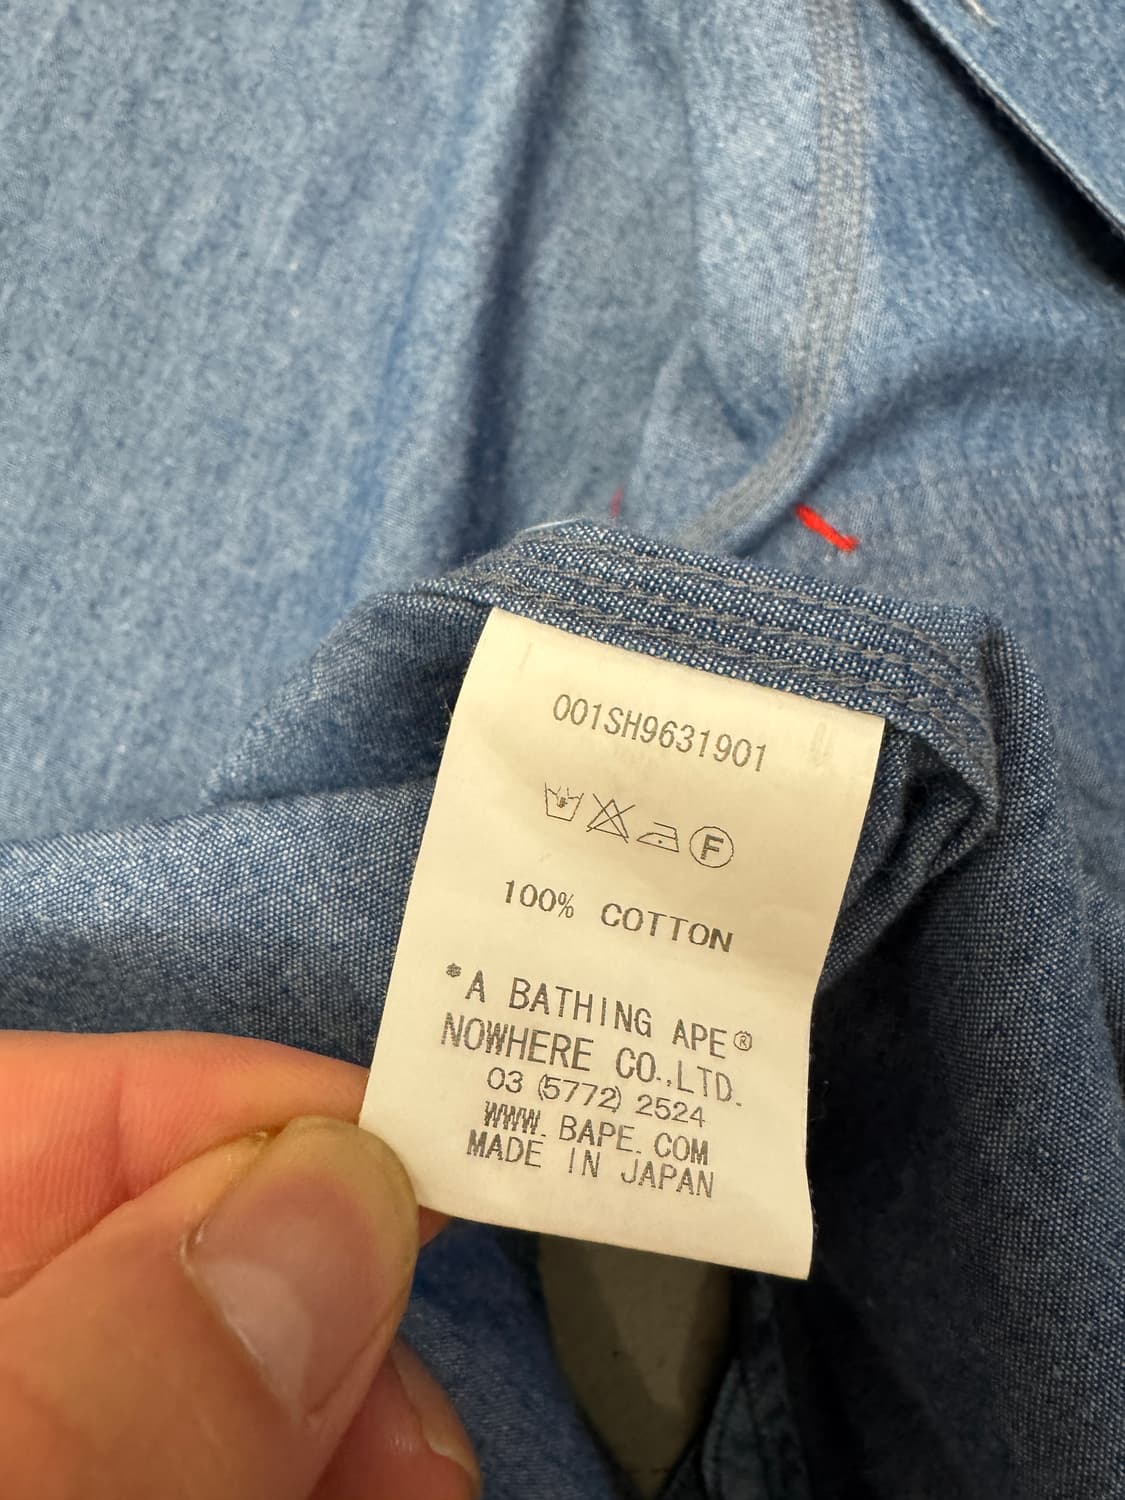 001SH9631901
F
100% COTTON
*A BATHING APE®
NOWHERE CO.,LTD.
03 (5772) 2524
WWW. BAPE. COM
MADE IN JAPAN